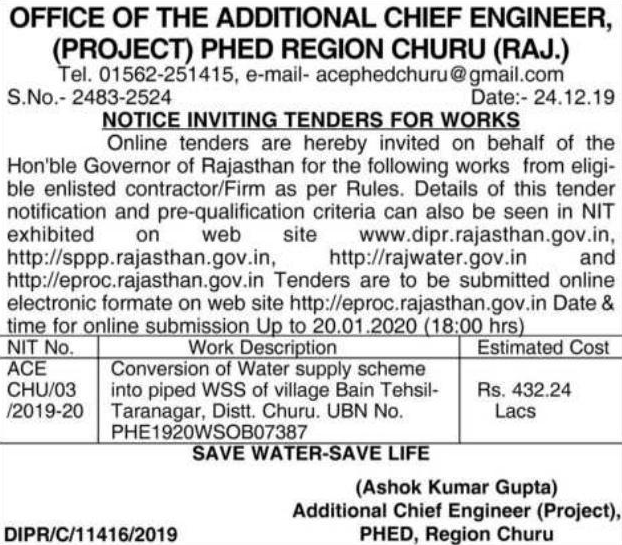 OFFICE OF THE ADDITIONAL CHIEF ENGINEER,
(PROJECT) PHED REGION CHURU (RAJ.)
Tel. 01562-251415, e-mail- acephedchuru@gmail.com
S.No.- 2483-2524 Date:- 24.12.19
NOTICE INVITING TENDERS FOR WORKS
Online tenders are hereby invited on behalf of the
Hon'ble Governor of Rajasthan for the following works from eligi-
ble enlisted contractor/Firm as per Rules. Details of this tender
notification and pre-qualification criteria can also be seen in NIT
exhibited on web site www.dipr.rajasthan.gov.in,
http://sppp.rajasthan.gov.in, http://rajwater.gov.in and
http://eproc.rajasthan.gov.in Tenders are to be submitted online
electronic formate on web site http://eproc.rajasthan.gov.in Date &
time for online submission Up to 20.01.2020 (18:00 hrs)
NIT No. Work Description Estimated Cost
ACE Conversion of Water supply scheme
CHU/03 into piped WSS of village Bain Tehsil- Rs. 432.24
/2019-20 Taranagar, Distt. Churu. UBN No. Lacs
PHE1920WSOB07387
SAVE WATER-SAVE LIFE
(Ashok Kumar Gupta)
Additional Chief Engineer (Project),
DIPR/C/11416/2019 PHED, Region Churu